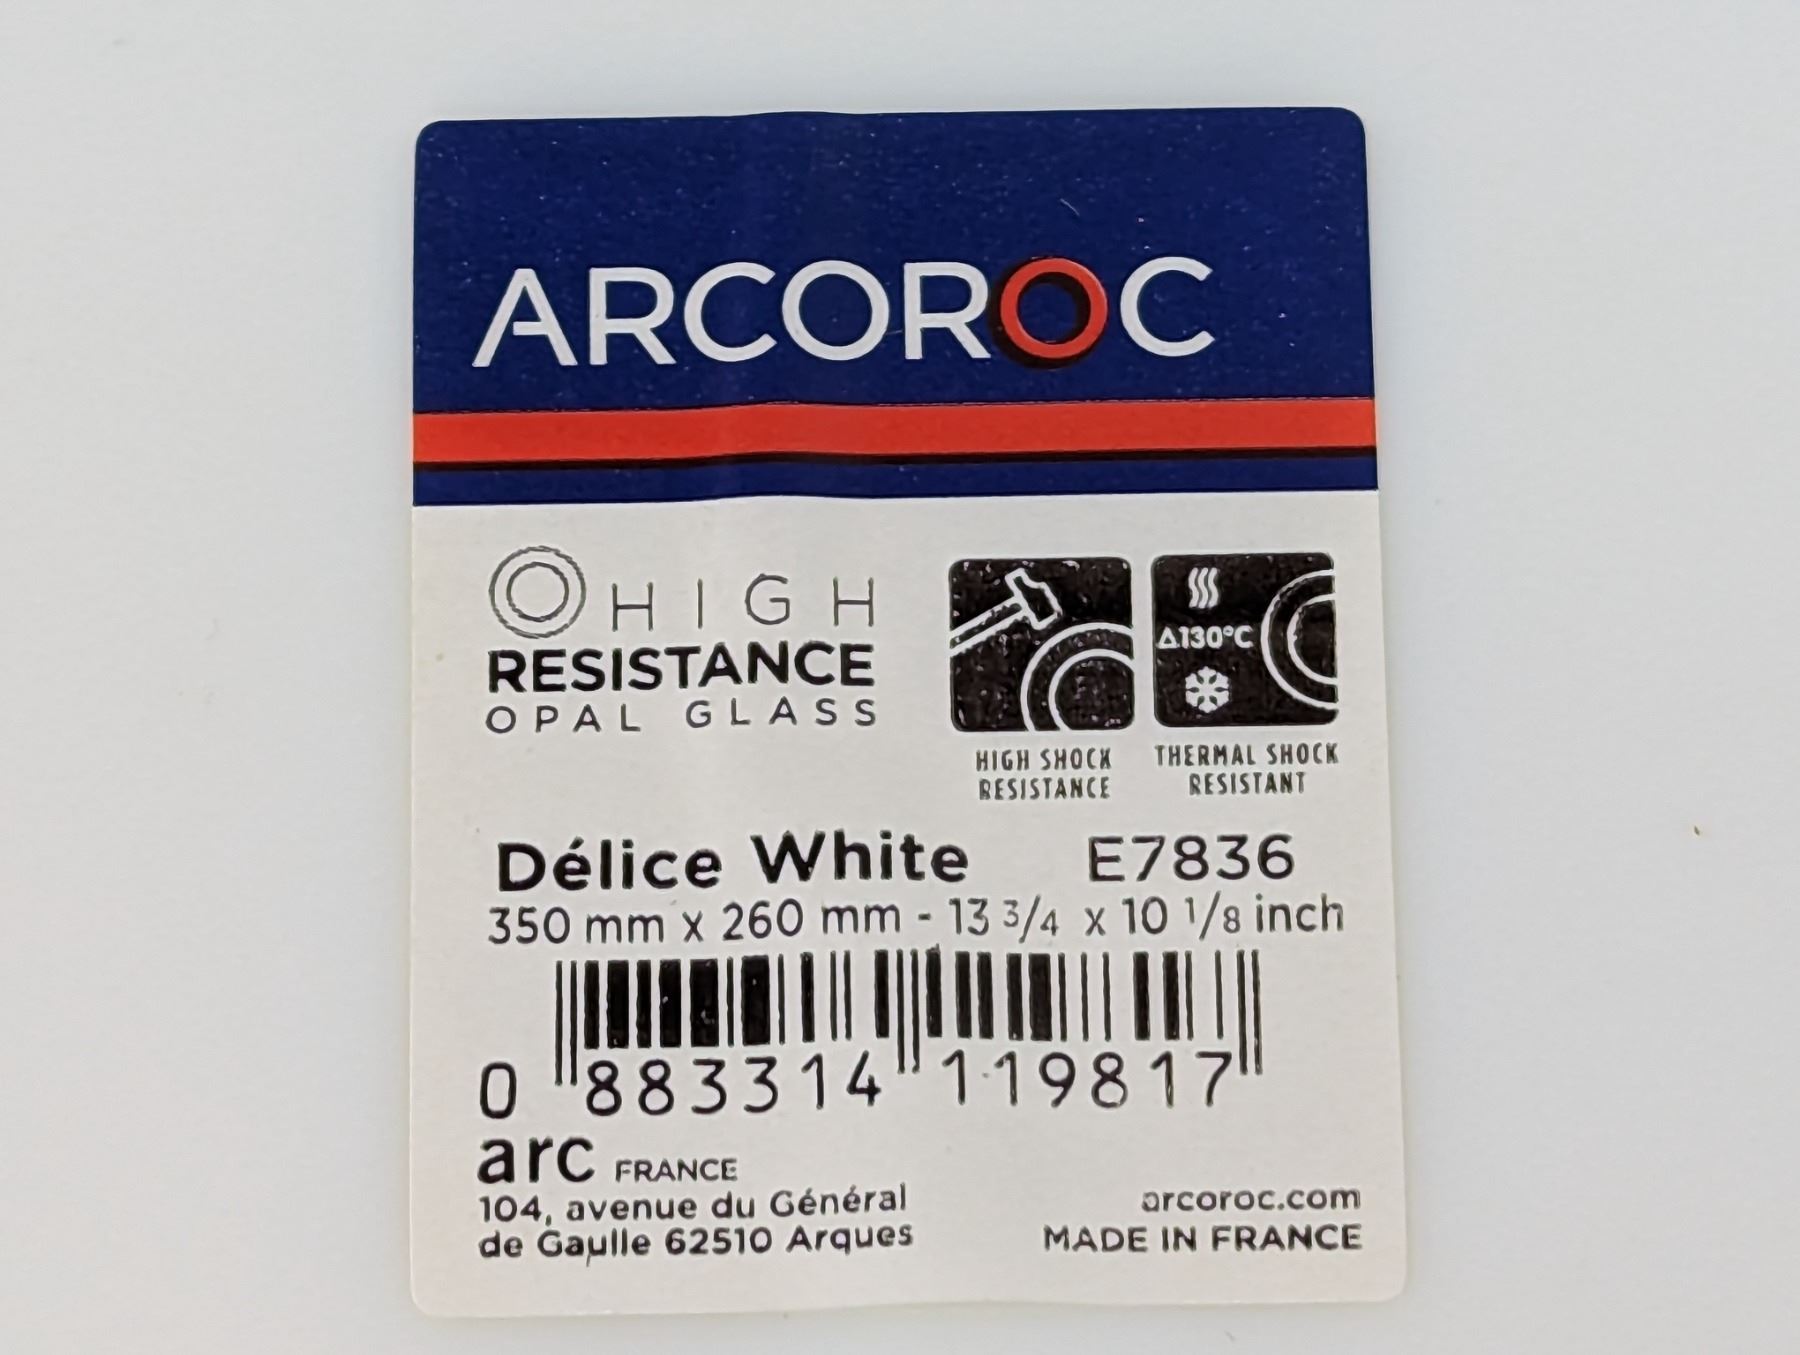 ARCOROC
HIGH
RESISTANCE
OPAL GLASS
Δ130°C
HIGH SHOCK
RESISTANCE
THERMAL SHOCK
RESISTANT
Délice White E7836
350 mm x 260 mm - 13 3/4 x 10 1/8 inch
0 883314 119817
arc FRANCE
104, avenue du Général
de Gaulle 62510 Arques
arcoroc.com
MADE IN FRANCE